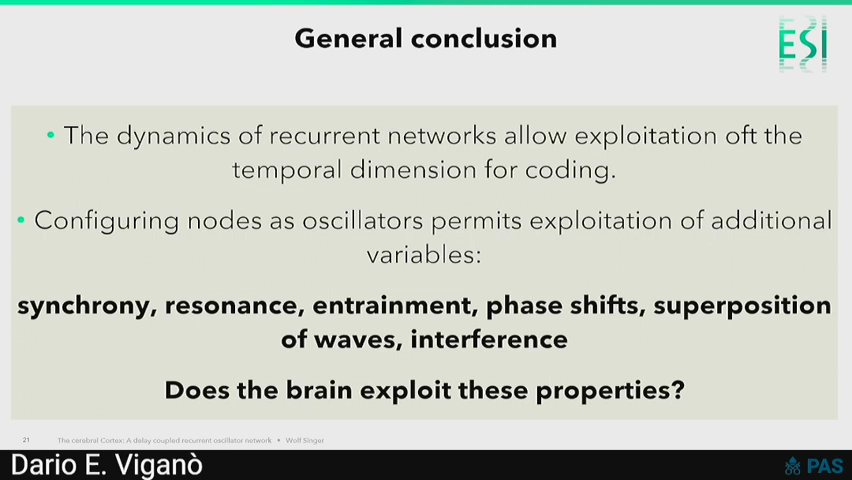 General conclusion
ESI
• The dynamics of recurrent networks allow exploitation oft the
temporal dimension for coding.
• Configuring nodes as oscillators permits exploitation of additional
variables:
synchrony, resonance, entrainment, phase shifts, superposition
of waves, interference
Does the brain exploit these properties?
21 The cerebral Cortex: A delay coupled recurrent oscillator network • Wolf Singer
Dario E. Viganò
PAS